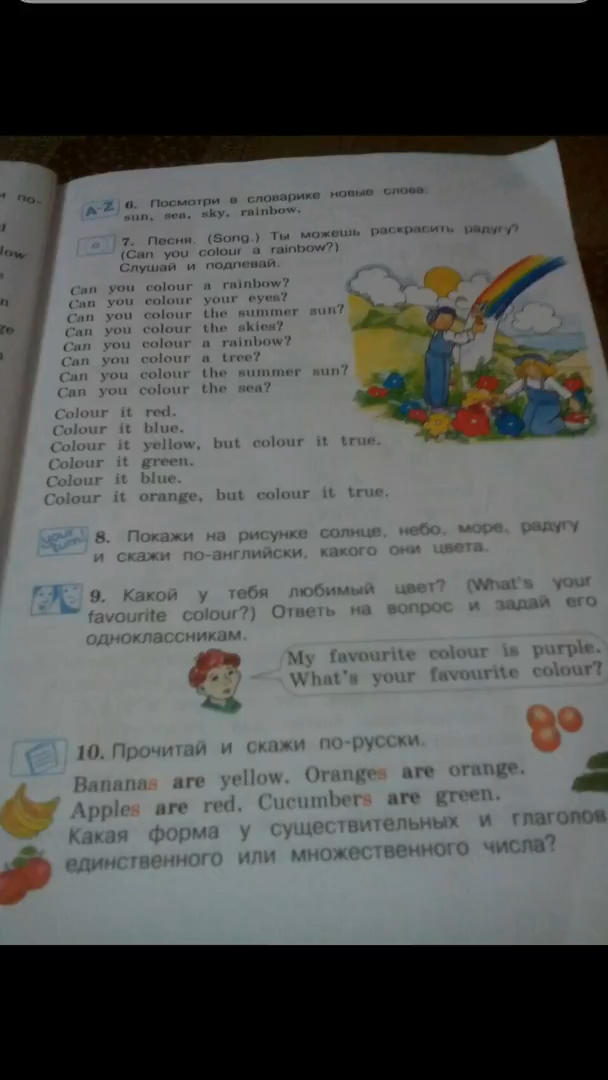 и по-
low
n
A-Z
6. Посмотри в словарике новые слова:
sun, sea, sky, rainbow.
7. Песня. (Song.) Ты можешь раскрасить радугу?
(Can you colour a rainbow?)
Слушай и подпевай.
Can you colour a rainbow?
Can you colour your eyes?
Can you colour the summer sun?
Can you colour the skies?
Can you colour a rainbow?
Can you colour a tree?
Can you colour the summer sun?
Can you colour the sea?
Colour it red.
Colour it blue.
Colour it yellow, but colour it true.
Colour it green.
Colour it blue.
Colour it orange, but colour it true.
your turn!
8. Покажи на рисунке солнце, небо, море, радугу
и скажи по-английски, какого они цвета.
9. Какой у тебя любимый цвет? (What's your
favourite colour?) Ответь на вопрос и задай его
одноклассникам.
My favourite colour is purple.
What's your favourite colour?
10. Прочитай и скажи по-русски.
Bananas are yellow. Oranges are orange.
Apples are red. Cucumbers are green.
Какая форма у существительных и глаголов
единственного или множественного числа?